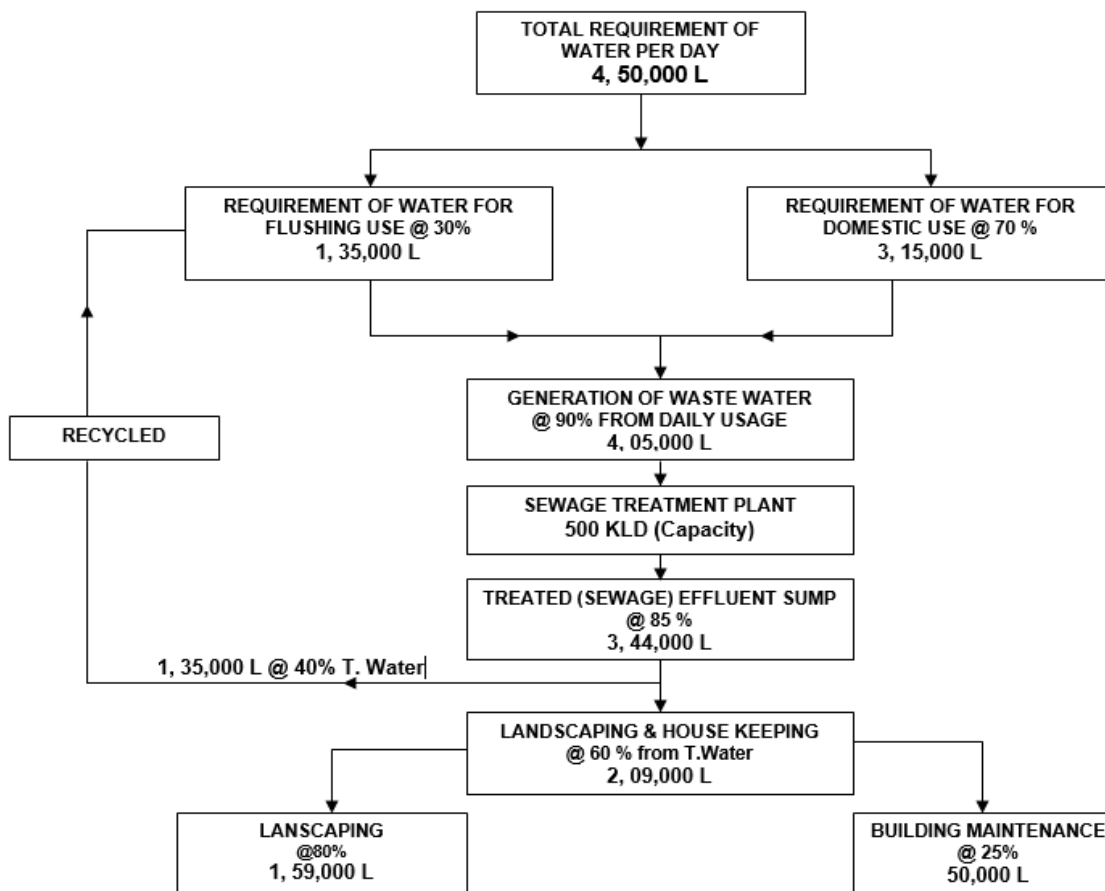 TOTAL REQUIREMENT OF
WATER PER DAY
4, 50,000 L
REQUIREMENT OF WATER FOR
FLUSHING USE @ 30%
1, 35,000 L
REQUIREMENT OF WATER FOR
DOMESTIC USE @ 70 %
3, 15,000 L
GENERATION OF WASTE WATER
@ 90% FROM DAILY USAGE
4, 05,000 L
RECYCLED
SEWAGE TREATMENT PLANT
500 KLD (Capacity)
TREATED (SEWAGE) EFFLUENT SUMP
@ 85 %
3, 44,000 L
1, 35,000 L @ 40% T. Water
LANDSCAPING & HOUSE KEEPING
@ 60 % from T.Water
2, 09,000 L
LANSCAPING
@80%
1, 59,000 L
BUILDING MAINTENANCE
@ 25%
50,000 L